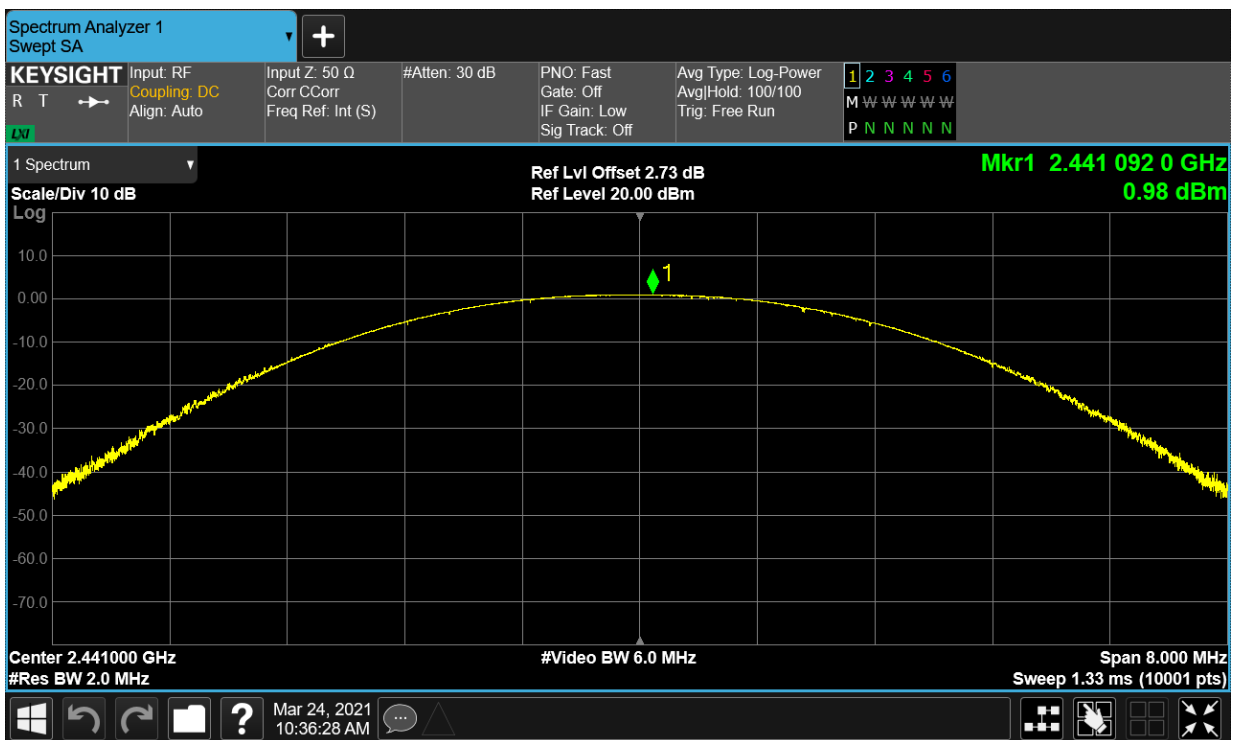 Spectrum Analyzer 1
Swept SA
+
KEYSIGHT
R T
LXI
Input: RF
Coupling: DC
Align: Auto
Input Z: 50 Ω
Corr CCorr
Freq Ref: Int (S)
#Atten: 30 dB
PNO: Fast
Gate: Off
IF Gain: Low
Sig Track: Off
Avg Type: Log-Power
Avg|Hold: 100/100
Trig: Free Run
1 2 3 4 5 6
M W W W W W
P N N N N N
1 Spectrum
Scale/Div 10 dB
Ref Lvl Offset 2.73 dB
Ref Level 20.00 dBm
Mkr1 2.441 092 0 GHz
0.98 dBm
Log
1
10.0
0.00
-10.0
-20.0
-30.0
-40.0
-50.0
-60.0
-70.0
Center 2.441000 GHz
#Video BW 6.0 MHz
Span 8.000 MHz
#Res BW 2.0 MHz
Sweep 1.33 ms (10001 pts)
?
Mar 24, 2021
10:36:28 AM